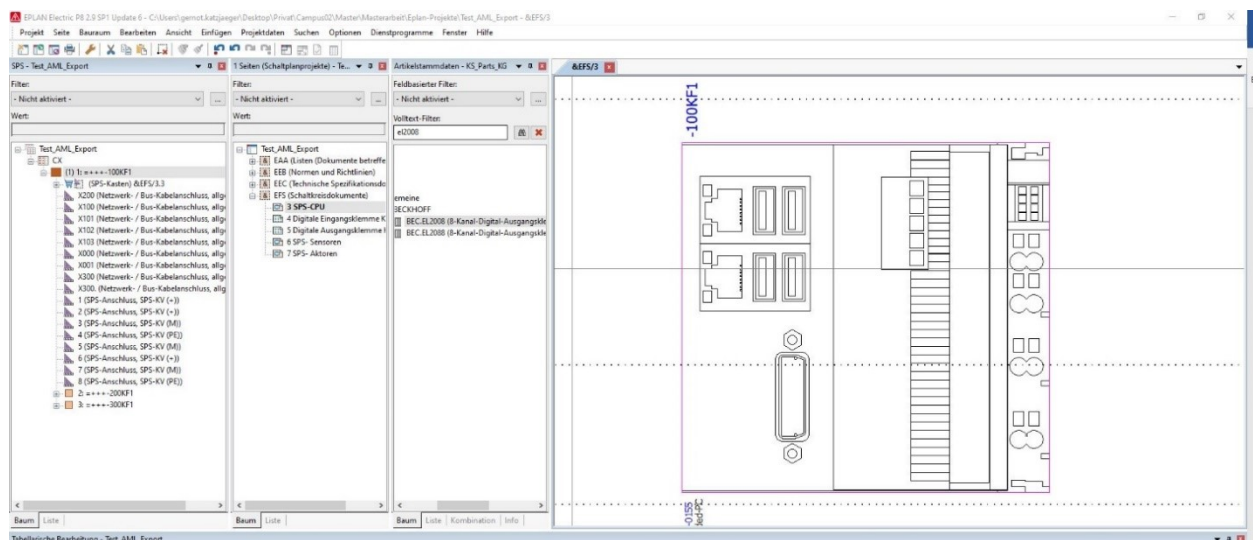 EPLAN Electric P8 2.9 SP1 Update 6 - C:\Users\gernot.katzjaeger\Desktop\Privat\Campus02\Master\Masterarbeit\Eplan-Projekte\Test_AML_Export - &EFS/3
Projekt Seite Bauraum Bearbeiten Ansicht Einfügen Projektdaten Suchen Optionen Dienstprogramme Fenster Hilfe
SPS - Test_AML_Export
Filter:
- Nicht aktiviert -
Wert:
Test_AML_Export
CX
(1) 1: =+++-100KF1
(SPS-Kasten) &EFS/3.3
X200 (Netzwerk- / Bus-Kabelanschluss, allg
X100 (Netzwerk- / Bus-Kabelanschluss, allg
X101 (Netzwerk- / Bus-Kabelanschluss, allg
X102 (Netzwerk- / Bus-Kabelanschluss, allg
X103 (Netzwerk- / Bus-Kabelanschluss, allg
X000 (Netzwerk- / Bus-Kabelanschluss, allg
X001 (Netzwerk- / Bus-Kabelanschluss, allg
X300 (Netzwerk- / Bus-Kabelanschluss, allg
X300. (Netzwerk- / Bus-Kabelanschluss, allg
1 (SPS-Anschluss, SPS-KV (+))
2 (SPS-Anschluss, SPS-KV (+))
3 (SPS-Anschluss, SPS-KV (M))
4 (SPS-Anschluss, SPS-KV (PE))
5 (SPS-Anschluss, SPS-KV (M))
6 (SPS-Anschluss, SPS-KV (+))
7 (SPS-Anschluss, SPS-KV (M))
8 (SPS-Anschluss, SPS-KV (PE))
2: =+++-200KF1
3: =+++-300KF1
Baum Liste
1 Seiten (Schaltplanprojekte) - Te...
Filter:
- Nicht aktiviert -
Wert:
Test_AML_Export
EAA (Listen (Dokumente betreffe
EEB (Normen und Richtlinien)
EEC (Technische Spezifikationsdo
EFS (Schaltkreisdokumente)
3 SPS-CPU
4 Digitale Eingangsklemme K
5 Digitale Ausgangsklemme
6 SPS- Sensoren
7 SPS- Aktoren
Baum Liste
Artikelstammdaten - KS_Parts_KG
Feldbasierter Filter:
- Nicht aktiviert -
Volltext-Filter:
el2008
emeine
BECKHOFF
BEC.EL2008 (8-Kanal-Digital-Ausgangskle
BEC.EL2008 (8-Kanal-Digital-Ausgangskle
Baum Liste Kombination Info
&EFS/3
-100KF1
-0155
ded-PC
Tabellarische Bearbeitung - Test_AML_Export